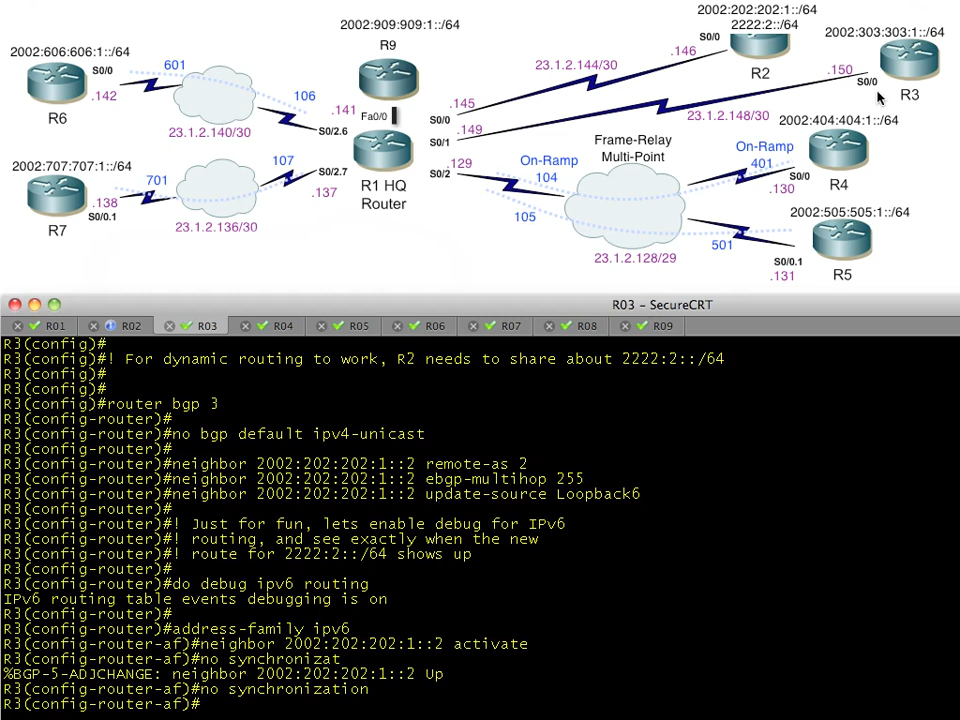 2002:202:202:1::/64
2222:2::/64
2002:909:909:1::/64
R9
2002:303:303:1::/64
2002:606:606:1::/64
S0/0
.142
R6
601
106
23.1.2.140/30
.141
Fa0/0
S0/2.6
.145
S0/0
.149
S0/1
23.1.2.144/30
.146
S0/0
R2
.150
S0/0
R3
23.1.2.148/30
2002:404:404:1::/64
2002:707:707:1::/64
701
107
S0/2.7
.137
.138
S0/0.1
R7
23.1.2.136/30
R1 HQ
Router
.129
S0/2
Frame-Relay
Multi-Point
On-Ramp
104
105
On-Ramp
401
S0/0
.130
R4
2002:505:505:1::/64
501
S0/0.1
.131
R5
23.1.2.128/29
R03 – SecureCRT
R01 R02 R03 R04 R05 R06 R07 R08 R09
R3(config)#
R3(config)#! For dynamic routing to work, R2 needs to share about 2222:2::/64
R3(config)#
R3(config)#
R3(config)#router bgp 3
R3(config-router)#
R3(config-router)#no bgp default ipv4-unicast
R3(config-router)#
R3(config-router)#neighbor 2002:202:202:1::2 remote-as 2
R3(config-router)#neighbor 2002:202:202:1::2 ebgp-multihop 255
R3(config-router)#neighbor 2002:202:202:1::2 update-source Loopback6
R3(config-router)#
R3(config-router)#! Just for fun, lets enable debug for IPv6
R3(config-router)#! routing, and see exactly when the new
R3(config-router)#! route for 2222:2::/64 shows up
R3(config-router)#
R3(config-router)#do debug ipv6 routing
IPv6 routing table events debugging is on
R3(config-router)#
R3(config-router)#address-family ipv6
R3(config-router-af)#neighbor 2002:202:202:1::2 activate
R3(config-router-af)#no synchronizat
%BGP-5-ADJCHANGE: neighbor 2002:202:202:1::2 Up
R3(config-router-af)#no synchronization
R3(config-router-af)#